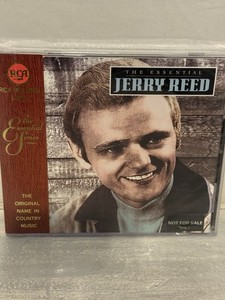 RCA
The
Essential
Series
THE
ORIGINAL
NAME IN
COUNTRY
MUSIC
THE ESSENTIAL
JERRY REED
NOT FOR SALE